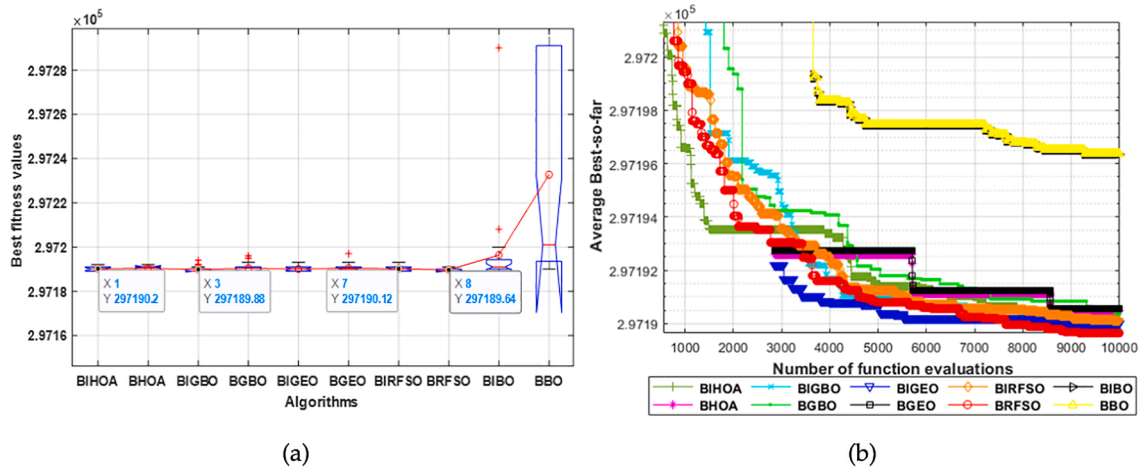 ×10⁵
2.9728
2.9726
2.9724
2.9722
2.972
2.9718
2.9716
Best fitness values
X 1
Y 297190.2
X 3
Y 297189.88
X 7
Y 297190.12
X 8
Y 297189.64
BIHOA BHOA BIGBO BGBO BIGEO BGEO BIRFSO BRFSO BIBO BBO
Algorithms
(a)
×10⁵
2.972
2.97198
2.97196
2.97194
2.97192
2.9719
Average Best-so-far
1000 2000 3000 4000 5000 6000 7000 8000 9000 10000
Number of function evaluations
BIHOA BIGBO BIGEO BIRFSO BIBO
BHOA BGBO BGEO BRFSO BBO
(b)